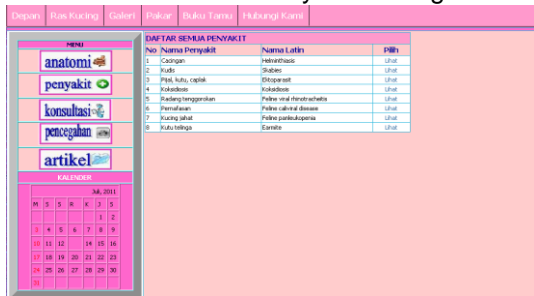 Depan Ras Kucing Galeri Pakar Buku Tamu Hubungi Kami
MENU
anatomi
penyakit
konsultasi
pencegahan
artikel
KALENDER
Juli, 2011
M S S R K J S
1 2
3 4 5 6 7 8 9
10 11 12 14 15 16
17 18 19 20 21 22 23
24 25 26 27 28 29 30
31
DAFTAR SEMUA PENYAKIT
No Nama Penyakit Nama Latin Pilih
1 Cacingan Helminthiasis Lihat
2 Kudis Skabies Lihat
3 Pijal, kutu, caplak Ektoparasit Lihat
4 Koksidiosis Koksidiosis Lihat
5 Radang tenggorokan Feline viral rhinotracheitis Lihat
6 Pernafasan Feline caliviral disease Lihat
7 Kucing jahat Feline panleukopenia Lihat
8 Kutu telinga Earmite Lihat